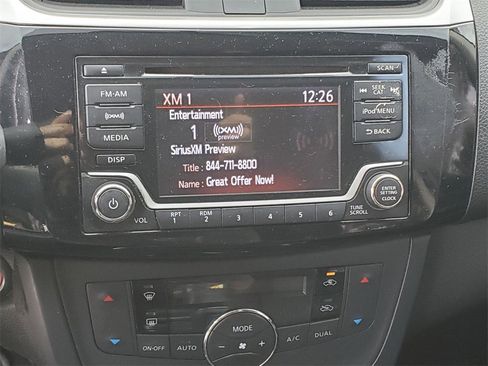 SCAN
FM·AM
XM 1 12:26
SEEK
CAT
Entertainment
1 ((XM)) preview
((XM))
iPod MENU
MEDIA
SiriusXM Preview
BACK
DISP
Title : 844-711-8800
Name : Great Offer Now!
ENTER
SETTING
CLOCK
VOL
RPT
1
RDM
2
3
4
5
6
TUNE
SCROLL
MODE
ON·OFF
AUTO
A/C
DUAL